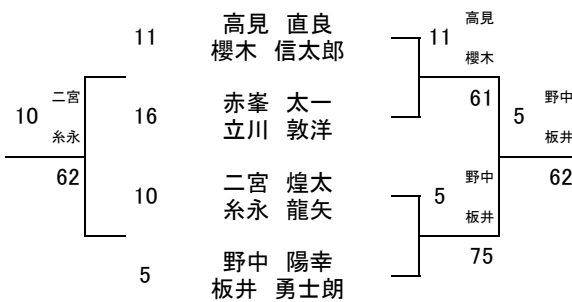 11 高見 直良 11 高見
櫻木 信太郎 櫻木
10 二宮 16 赤峯 太一 61 5 野中
糸永 立川 敦洋 板井
62 10 二宮 煌太 5 野中 62
糸永 龍矢 板井
5 野中 陽幸 75
板井 勇士朗